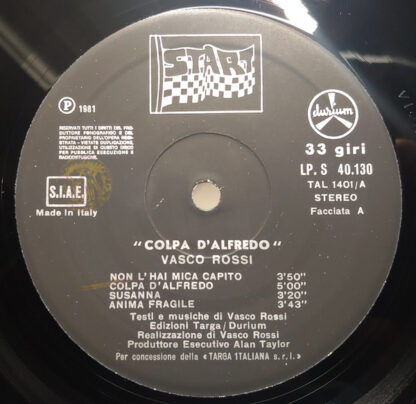 START
Ⓟ 1981
durium
RISERVATI TUTTI I DIRITTI DEL PRO-
DUTTORE FONOGRAFICO E DEL
PROPRIETARIO DELL'OPERA REGI-
STRATA - VIETATE DUPLICAZIONE,
UTILIZZAZIONE DI QUESTO DISCO
PER PUBBLICA ESECUZIONE E
RADIODIFFUSIONE.
33 giri
LP. S 40.130
TAL 1401/A
STEREO
Facciata A
S.I.A.E.
Made in Italy
"COLPA D'ALFREDO"
VASCO ROSSI
NON L'HAI MICA CAPITO 3'50"
COLPA D'ALFREDO 5'00"
SUSANNA 3'20"
ANIMA FRAGILE 3'43"
Testi e musiche di Vasco Rossi
Edizioni Targa/Durium
Realizzazione di Vasco Rossi
Produttore Esecutivo Alan Taylor
Per concessione della «TARGA ITALIANA s.r.l.»